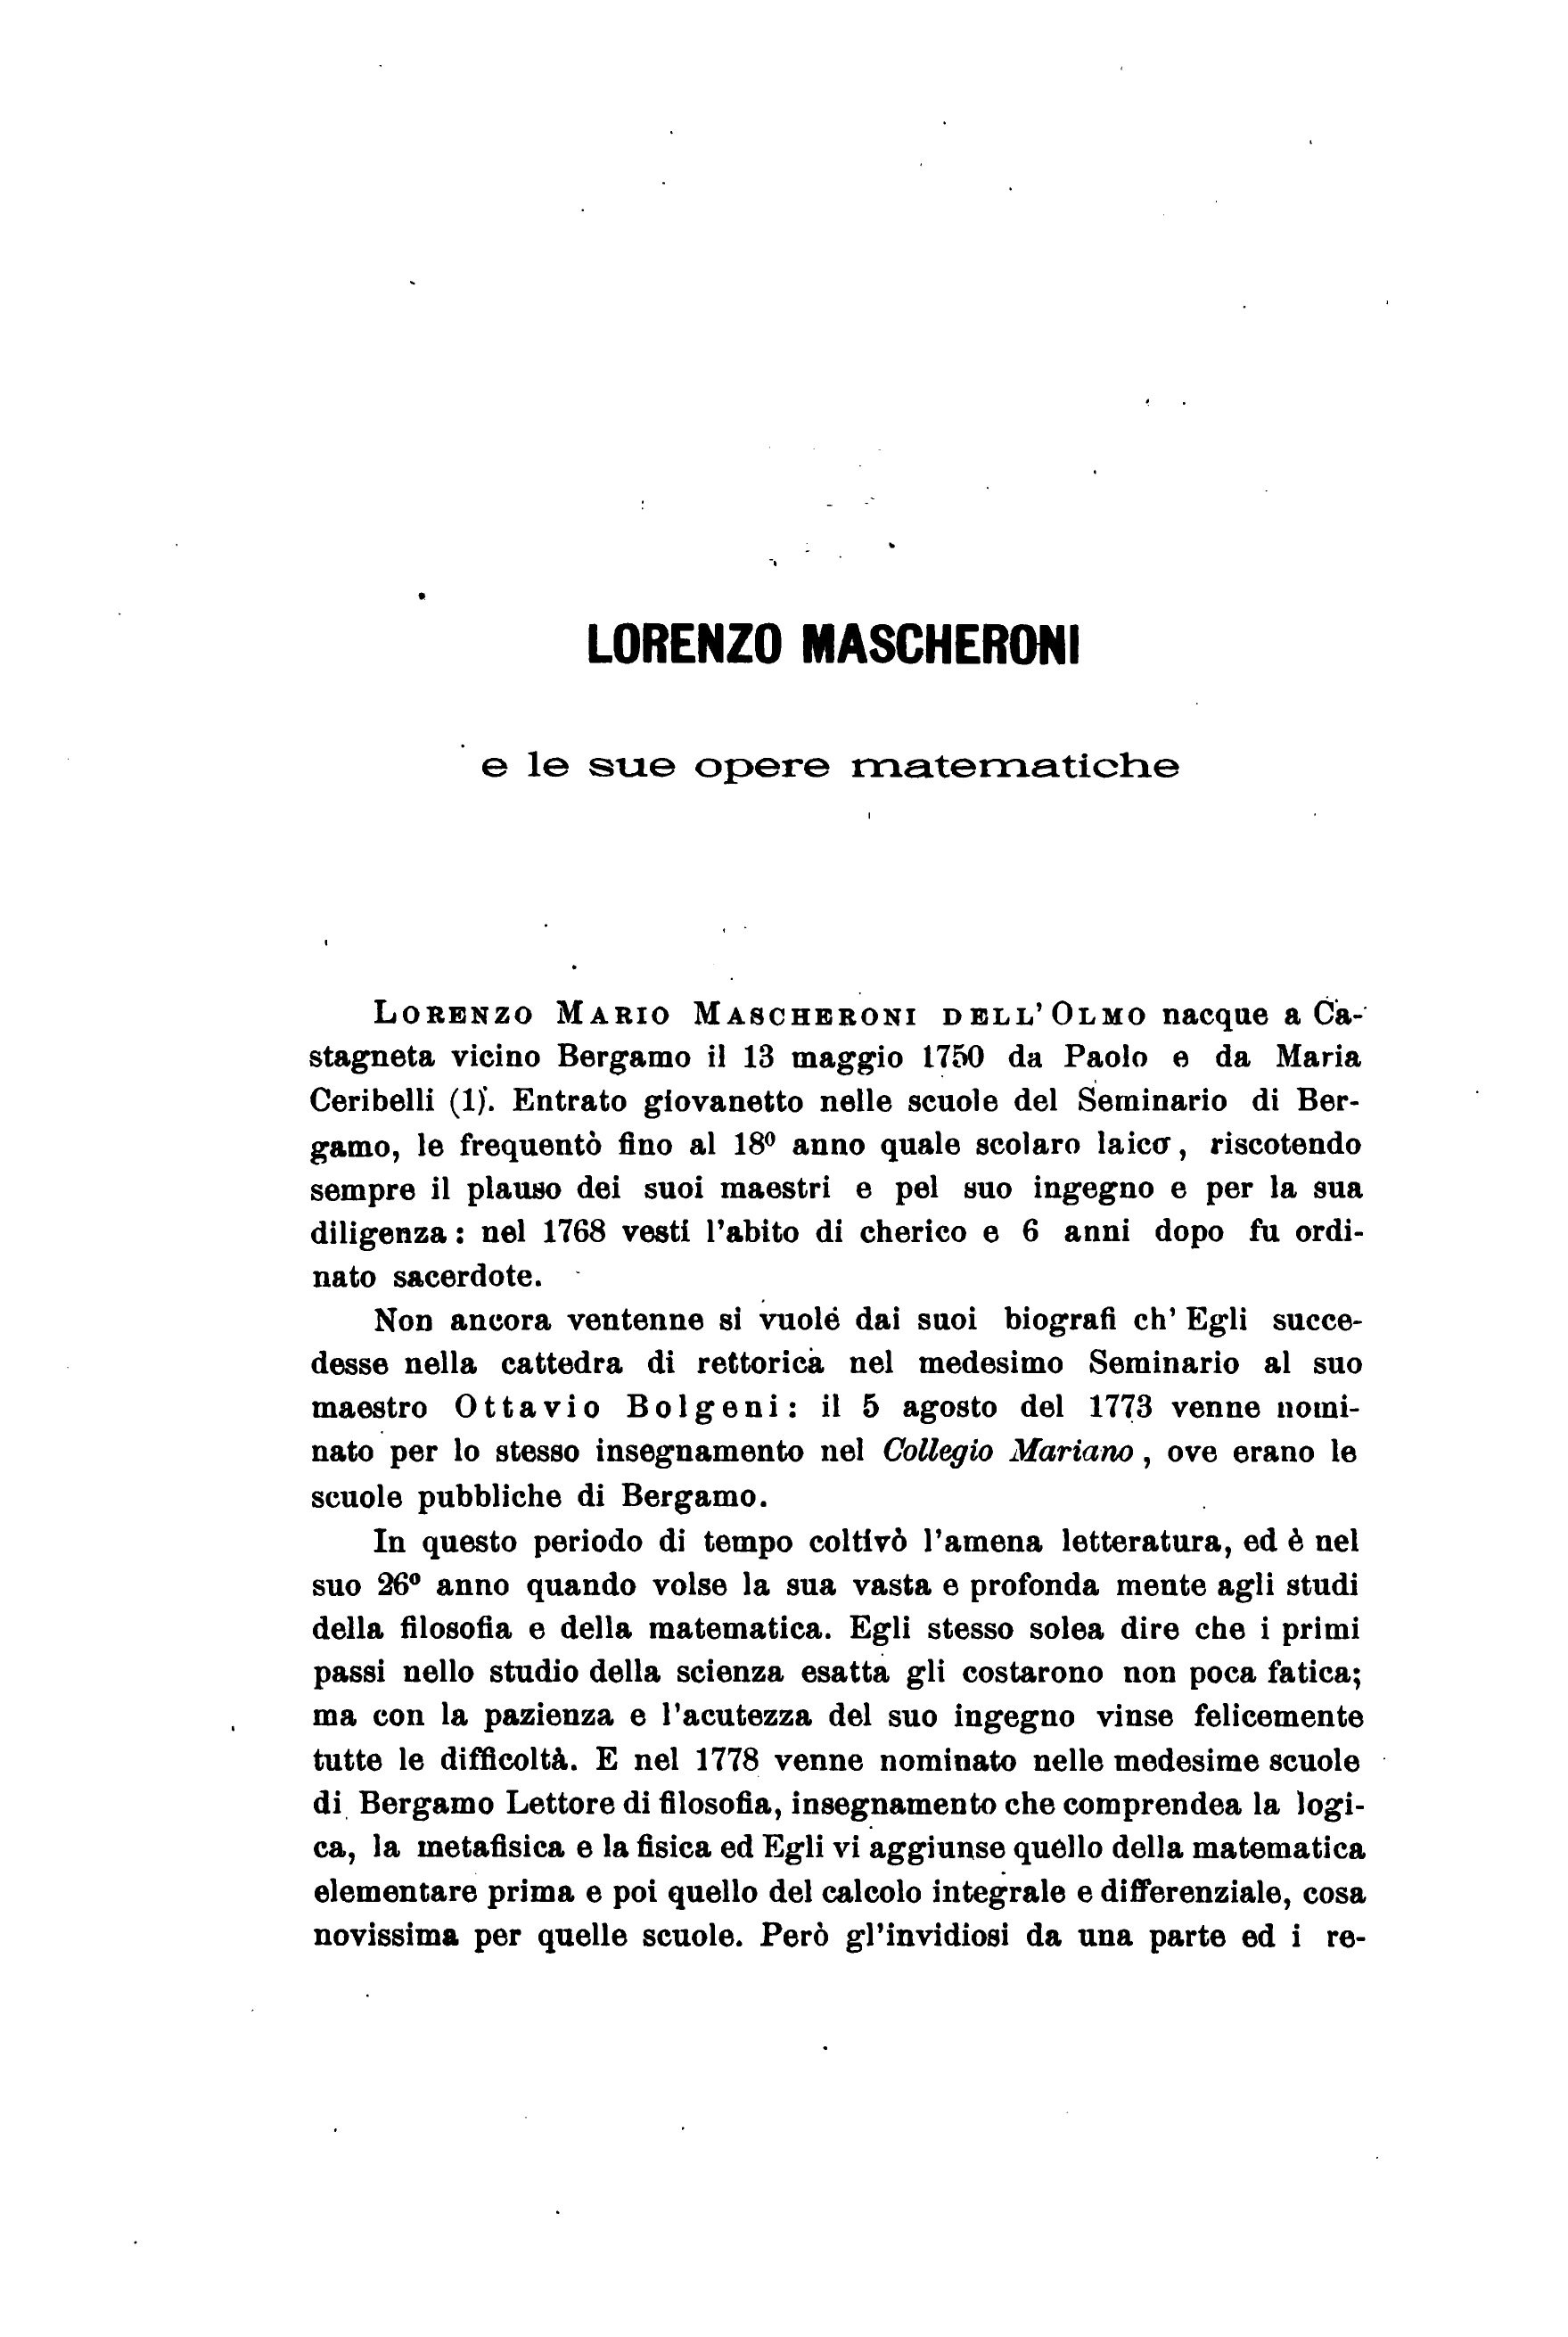 LORENZO MASCHERONI
e le sue opere matematiche
LORENZO MARIO MASCHERONI DELL'OLMO nacque a Ca-
stagneta vicino Bergamo il 13 maggio 1750 da Paolo e da Maria
Ceribelli (1). Entrato giovanetto nelle scuole del Seminario di Ber-
gamo, le frequentò fino al 18º anno quale scolaro laico, riscotendo
sempre il plauso dei suoi maestri e pel suo ingegno e per la sua
diligenza: nel 1768 vestì l'abito di cherico e 6 anni dopo fu ordi-
nato sacerdote.
Non ancora ventenne si vuole dai suoi biografi ch' Egli succe-
desse nella cattedra di rettorica nel medesimo Seminario al suo
maestro Ottavio Bolgeni: il 5 agosto del 1773 venne nomi-
nato per lo stesso insegnamento nel Collegio Mariano, ove erano le
scuole pubbliche di Bergamo.
In questo periodo di tempo coltivò l'amena letteratura, ed è nel
suo 26º anno quando volse la sua vasta e profonda mente agli studi
della filosofia e della matematica. Egli stesso solea dire che i primi
passi nello studio della scienza esatta gli costarono non poca fatica;
ma con la pazienza e l'acutezza del suo ingegno vinse felicemente
tutte le difficoltà. E nel 1778 venne nominato nelle medesime scuole
di Bergamo Lettore di filosofia, insegnamento che comprendea la logi-
ca, la metafisica e la fisica ed Egli vi aggiunse quello della matematica
elementare prima e poi quello del calcolo integrale e differenziale, cosa
novissima per quelle scuole. Però gl'invidiosi da una parte ed i re-